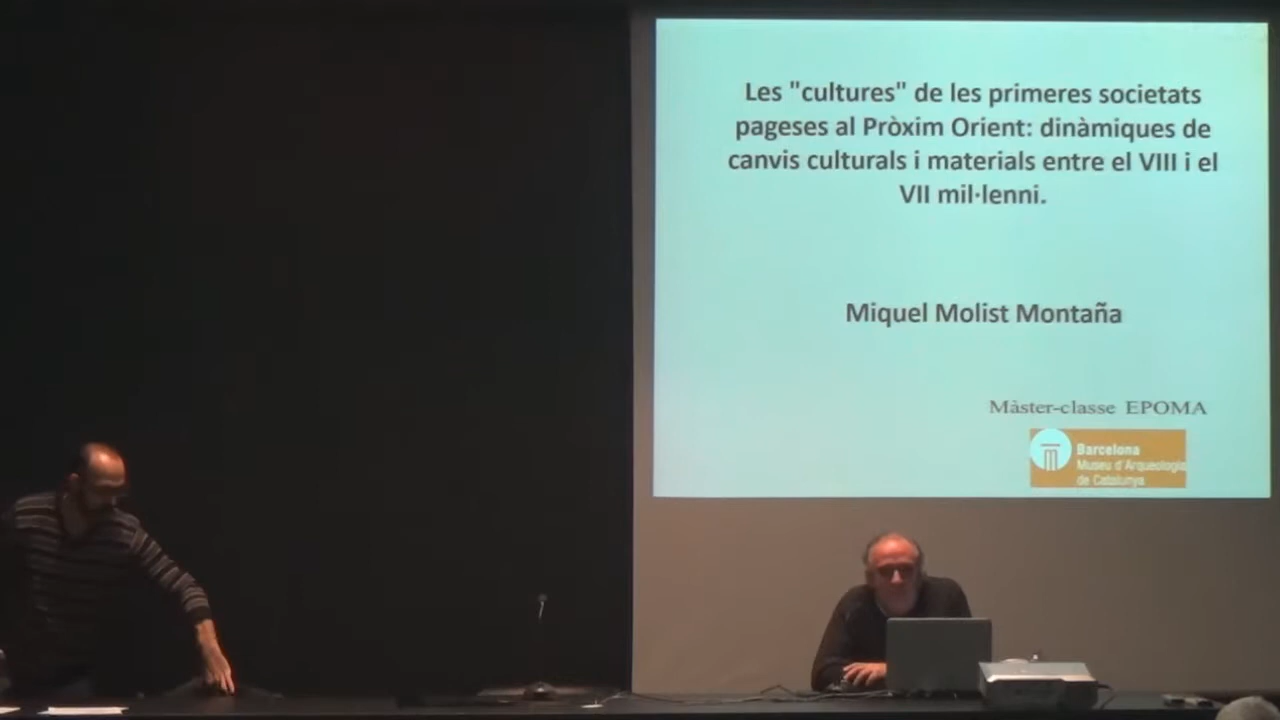 Les "cultures" de les primeres societats
pageses al Pròxim Orient: dinàmiques de
canvis culturals i materials entre el VIII i el
VII mil·lenni.
Miquel Molist Montaña
Màster-classe EPOMA
Barcelona
Museu d'Arqueologia
de Catalunya